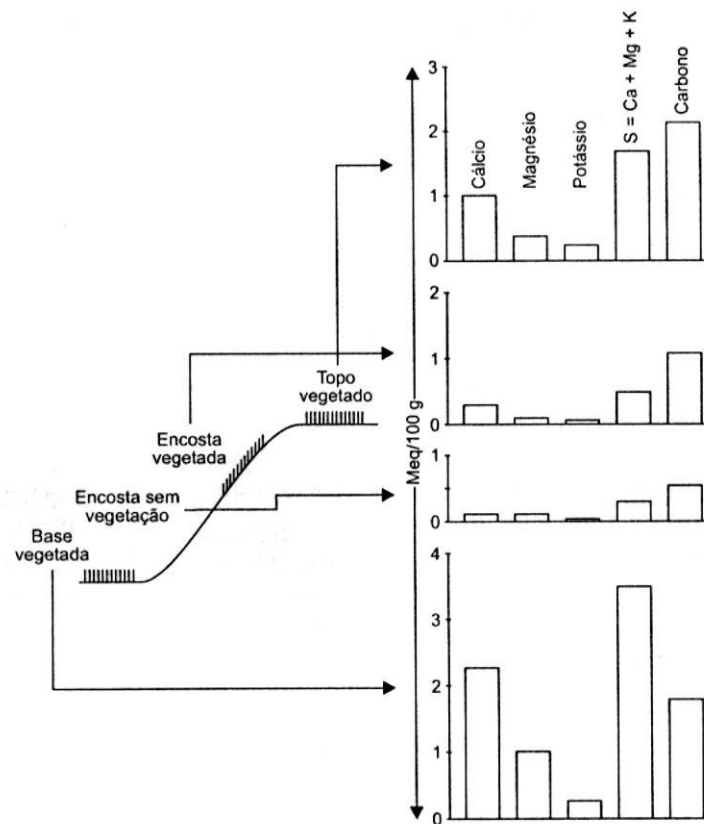 3
2
1
0
Cálcio
Magnésio
Potássio
S = Ca + Mg + K
Carbono
2
1
0
1
0
4
3
2
1
0
Meq/100 g
Topo
vegetado
Encosta
vegetada
Encosta sem
vegetação
Base
vegetada